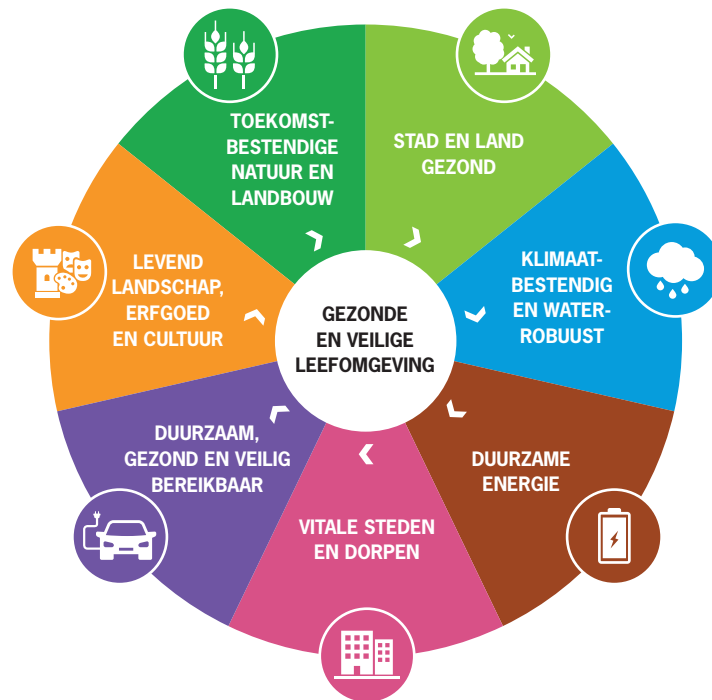 TOEKOMST-
BESTENDIGE
NATUUR EN
LANDBOUW
STAD EN LAND
GEZOND
KLIMAAT-
BESTENDIG
EN WATER-
ROBUUST
DUURZAME
ENERGIE
VITALE STEDEN
EN DORPEN
DUURZAAM,
GEZOND EN VEILIG
BEREIKBAAR
LEVEND
LANDSCHAP,
ERFGOED
EN CULTUUR
GEZONDE
EN VEILIGE
LEEFOMGEVING